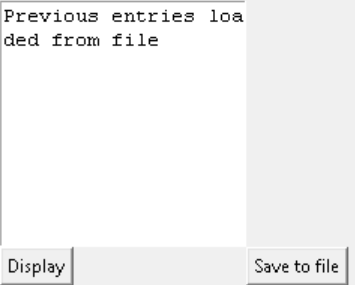 Previous entries loa
ded from file
Display
Save to file